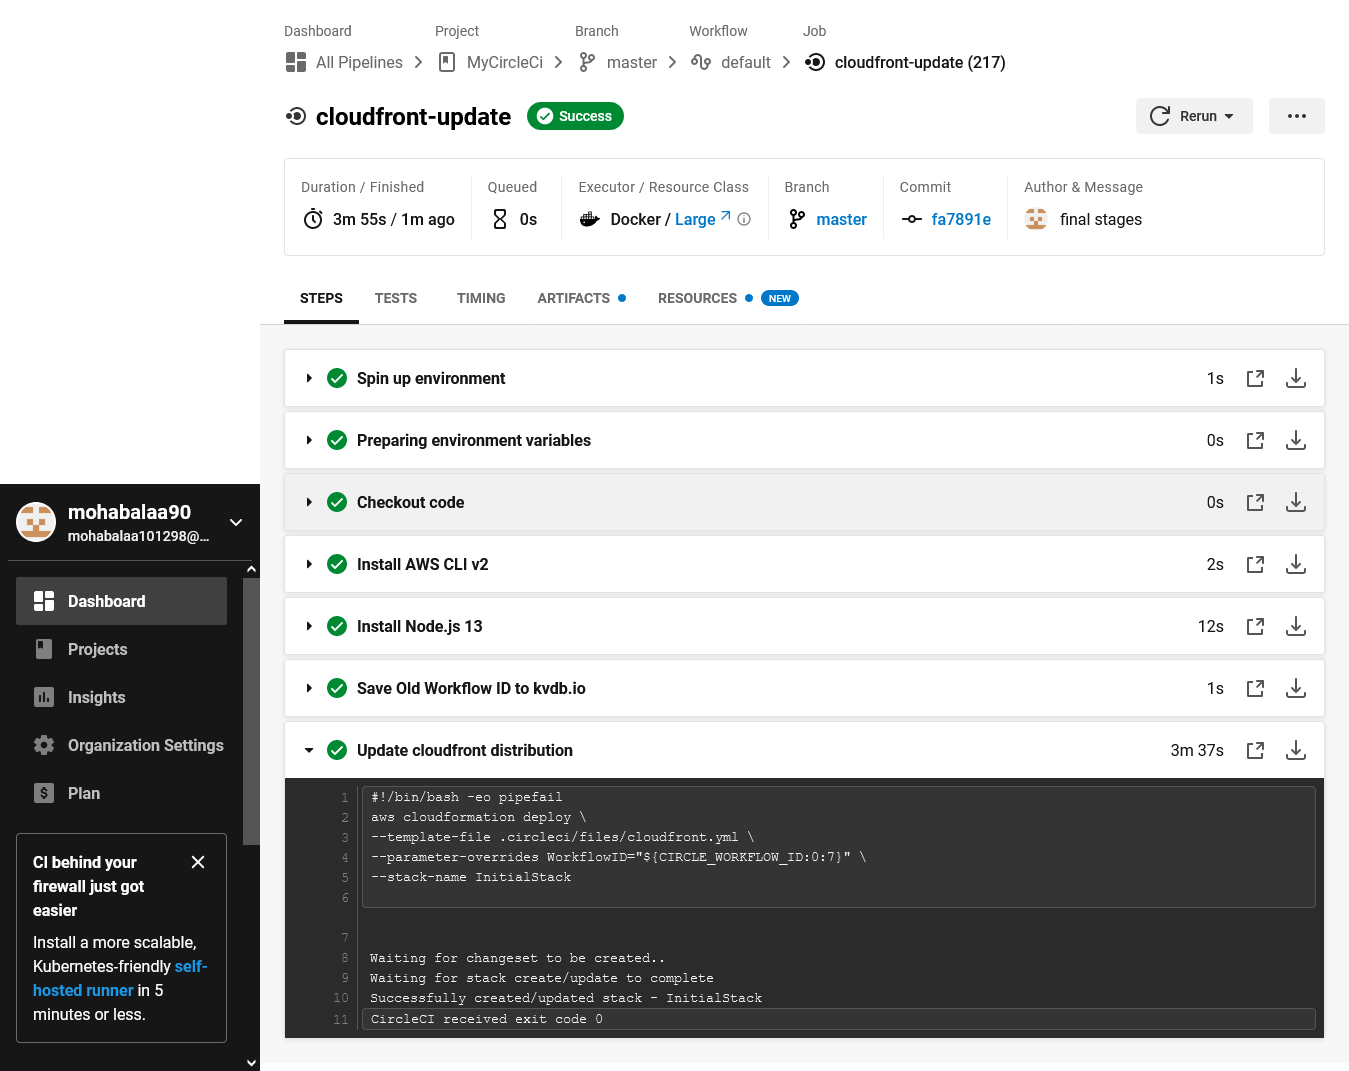 Dashboard Project Branch Workflow Job
All Pipelines MyCircleCi master default cloudfront-update (217)
cloudfront-update Success Rerun
Duration / Finished Queued Executor / Resource Class Branch Commit Author & Message
3m 55s / 1m ago 0s Docker / Large master fa7891e final stages
STEPS TESTS TIMING ARTIFACTS RESOURCES NEW
Spin up environment 1s
Preparing environment variables 0s
Checkout code 0s
Install AWS CLI v2 2s
Install Node.js 13 12s
Save Old Workflow ID to kvdb.io 1s
Update cloudfront distribution 3m 37s
1 #!/bin/bash -eo pipefail
2 aws cloudformation deploy \
3 --template-file .circleci/files/cloudfront.yml \
4 --parameter-overrides WorkflowID="${CIRCLE_WORKFLOW_ID:0:7}" \
5 --stack-name InitialStack
6
7
8 Waiting for changeset to be created..
9 Waiting for stack create/update to complete
10 Successfully created/updated stack - InitialStack
11 CircleCI received exit code 0
mohabalaa90
mohabalaa101298@...
Dashboard
Projects
Insights
Organization Settings
$ Plan
CI behind your
firewall just got
easier
Install a more scalable,
Kubernetes-friendly self-
hosted runner in 5
minutes or less.